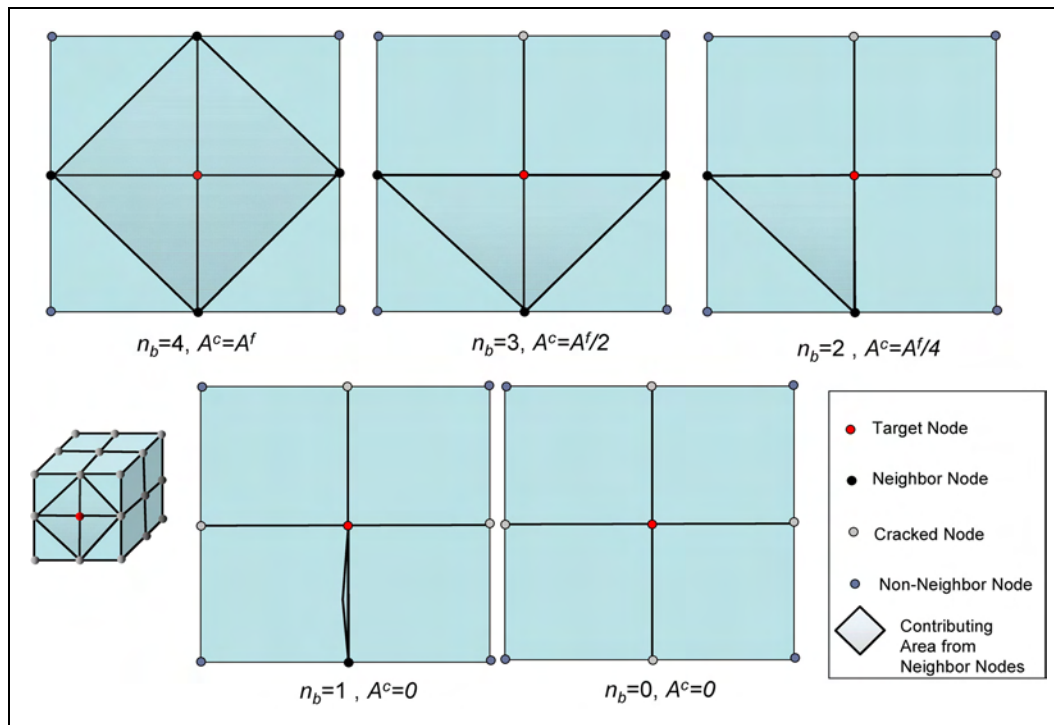 n_b=4, A^c=A^f
n_b=3, A^c=A^f/2
n_b=2 , A^c=A^f/4
n_b=1 , A^c=0
n_b=0, A^c=0
Target Node
Neighbor Node
Cracked Node
Non-Neighbor Node
Contributing
Area from
Neighbor Nodes